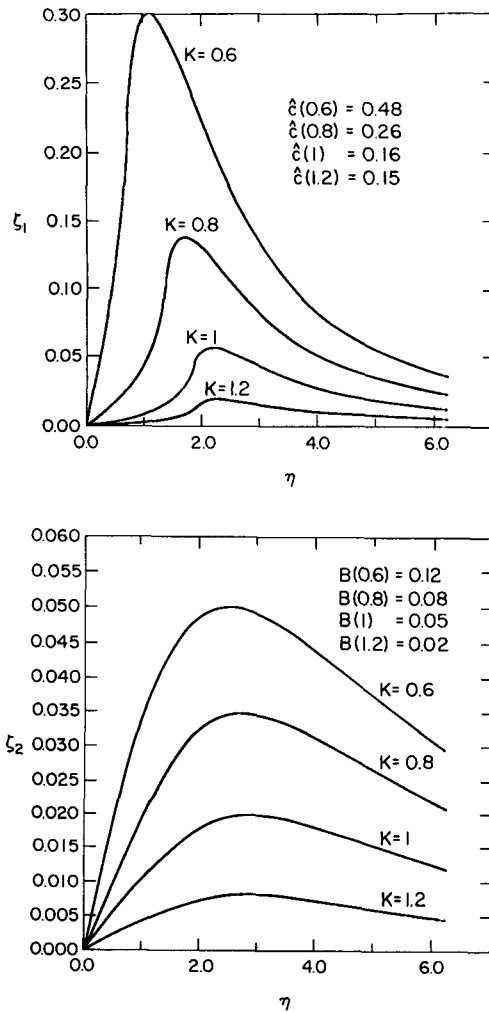 0.30
K = 0.6
ĉ(0.6) = 0.48
0.25
ĉ(0.8) = 0.26
ĉ(1) = 0.16
0.20
ĉ(1.2) = 0.15
ζ1
0.15
K = 0.8
0.10
K = 1
0.05
K = 1.2
0.00
0.0 2.0 4.0 6.0
η
0.060
0.055
B(0.6) = 0.12
0.050
B(0.8) = 0.08
B(1) = 0.05
0.045
B(1.2) = 0.02
0.040
K = 0.6
0.035
0.030
ζ2
0.025
K = 0.8
0.020
0.015
K = 1
0.010
K = 1.2
0.005
0.000
0.0 2.0 4.0 6.0
η